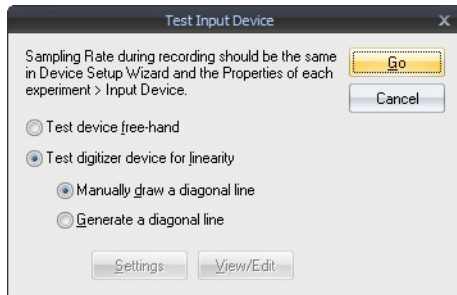 Test Input Device
x
Sampling Rate during recording should be the same
in Device Setup Wizard and the Properties of each
experiment > Input Device.
Go
Cancel
Test device free-hand
Test digitizer device for linearity
Manually draw a diagonal line
Generate a diagonal line
Settings
View/Edit